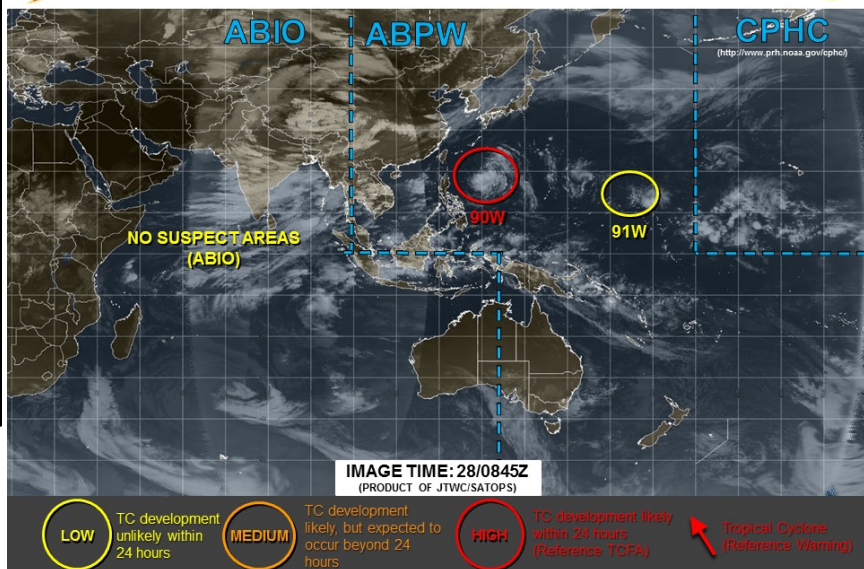 ABIO
ABPW
CPHC
(http://www.prh.noaa.gov/cphc/)
90W
91W
NO SUSPECT AREAS
(ABIO)
IMAGE TIME: 28/0845Z
(PRODUCT OF JTWC/SATOPS)
LOW
TC development
unlikely within
24 hours
MEDIUM
TC development
likely, but expected to
occur beyond 24
hours
HIGH
TC development likely
within 24 hours
(Reference TCFA)
Tropical Cyclone
(Reference Warning)